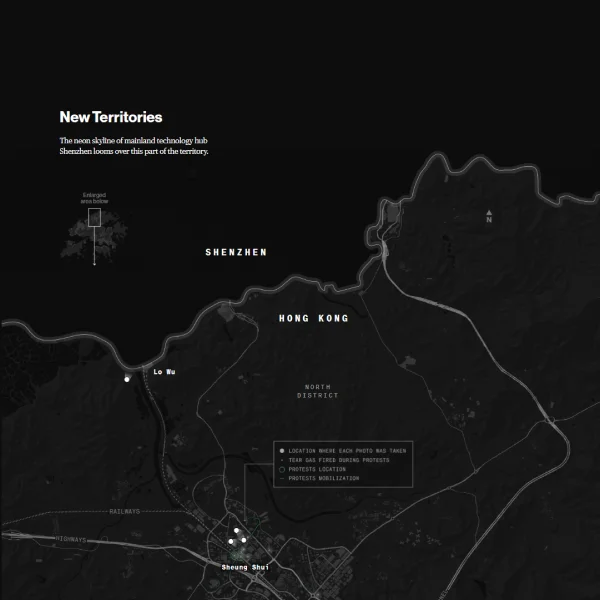 New Territories
The neon skyline of mainland technology hub
Shenzhen looms over this part of the territory.
Enlarged
area below
N
SHENZHEN
HONG KONG
Lo Wu
NORTH
DISTRICT
LOCATION WHERE EACH PHOTO WAS TAKEN
TEAR GAS FIRED DURING PROTESTS
PROTESTS LOCATION
PROTESTS MOBILIZATION
RAILWAYS
HIGHWAYS
Sheung Shui